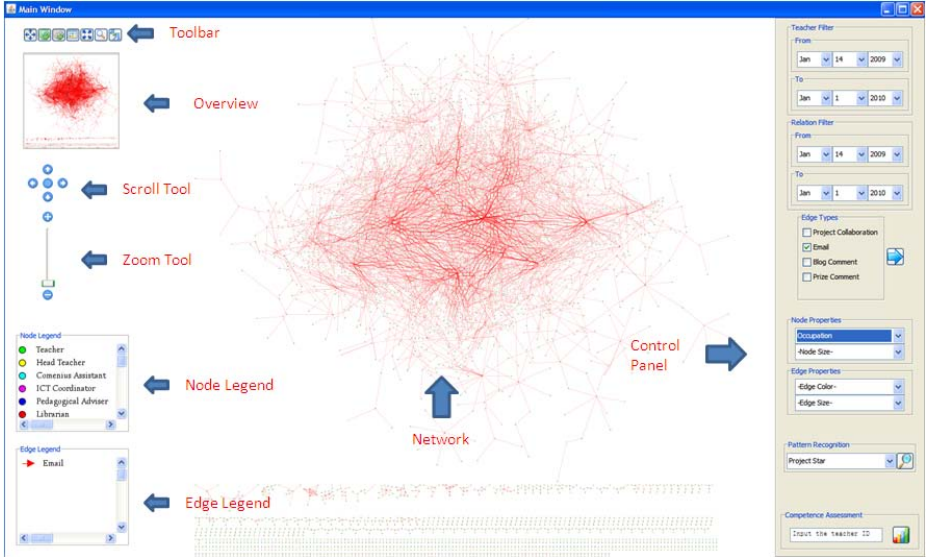 Main Window
Toolbar
Overview
Scroll Tool
Zoom Tool
Node Legend
Teacher
Head Teacher
Comenius Assistant
ICT Coordinator
Pedagogical Adviser
Librarian
Node Legend
Edge Legend
Email
Edge Legend
Network
Control
Panel
Teacher Filter
From
Jan 14 2009
To
Jan 1 2010
Relation Filter
From
Jan 14 2009
To
Jan 1 2010
Edge Types
Project Collaboration
Email
Blog Comment
Prize Comment
Node Properties
Occupation
-Node Size-
Edge Properties
-Edge Color-
-Edge Size-
Pattern Recognition
Project Star
Competence Assessment
Input the teacher ID